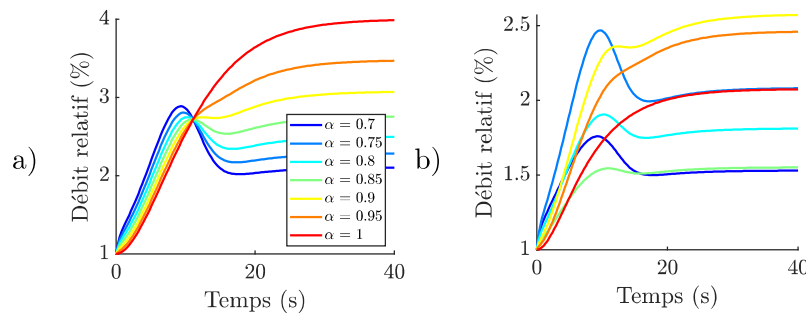 a)
Débit relatif (%)
4
3
2
1
0
20
40
Temps (s)
α = 0.7
α = 0.75
α = 0.8
α = 0.85
α = 0.9
α = 0.95
α = 1
b)
Débit relatif (%)
2.5
2
1.5
1
0
20
40
Temps (s)